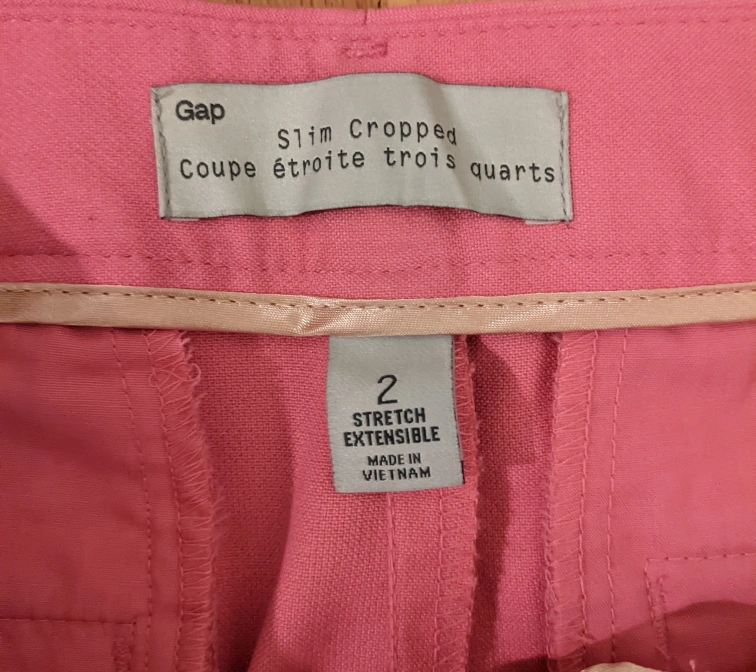 Gap
Slim Cropped
Coupe étroite trois quarts
2
STRETCH
EXTENSIBLE
MADE IN
VIETNAM